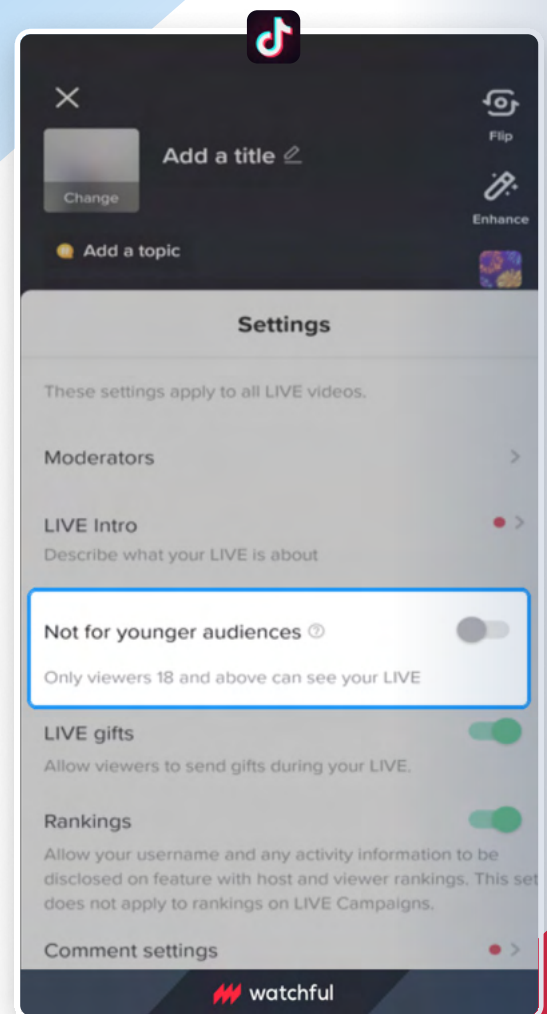 Flip
Add a title
Change
Enhance
Add a topic
Settings
These settings apply to all LIVE videos.
Moderators
LIVE Intro
Describe what your LIVE is about
Not for younger audiences
Only viewers 18 and above can see your LIVE
LIVE gifts
Allow viewers to send gifts during your LIVE.
Rankings
Allow your username and any activity information to be
disclosed on feature with host and viewer rankings. This set
does not apply to rankings on LIVE Campaigns.
Comment settings
watchful